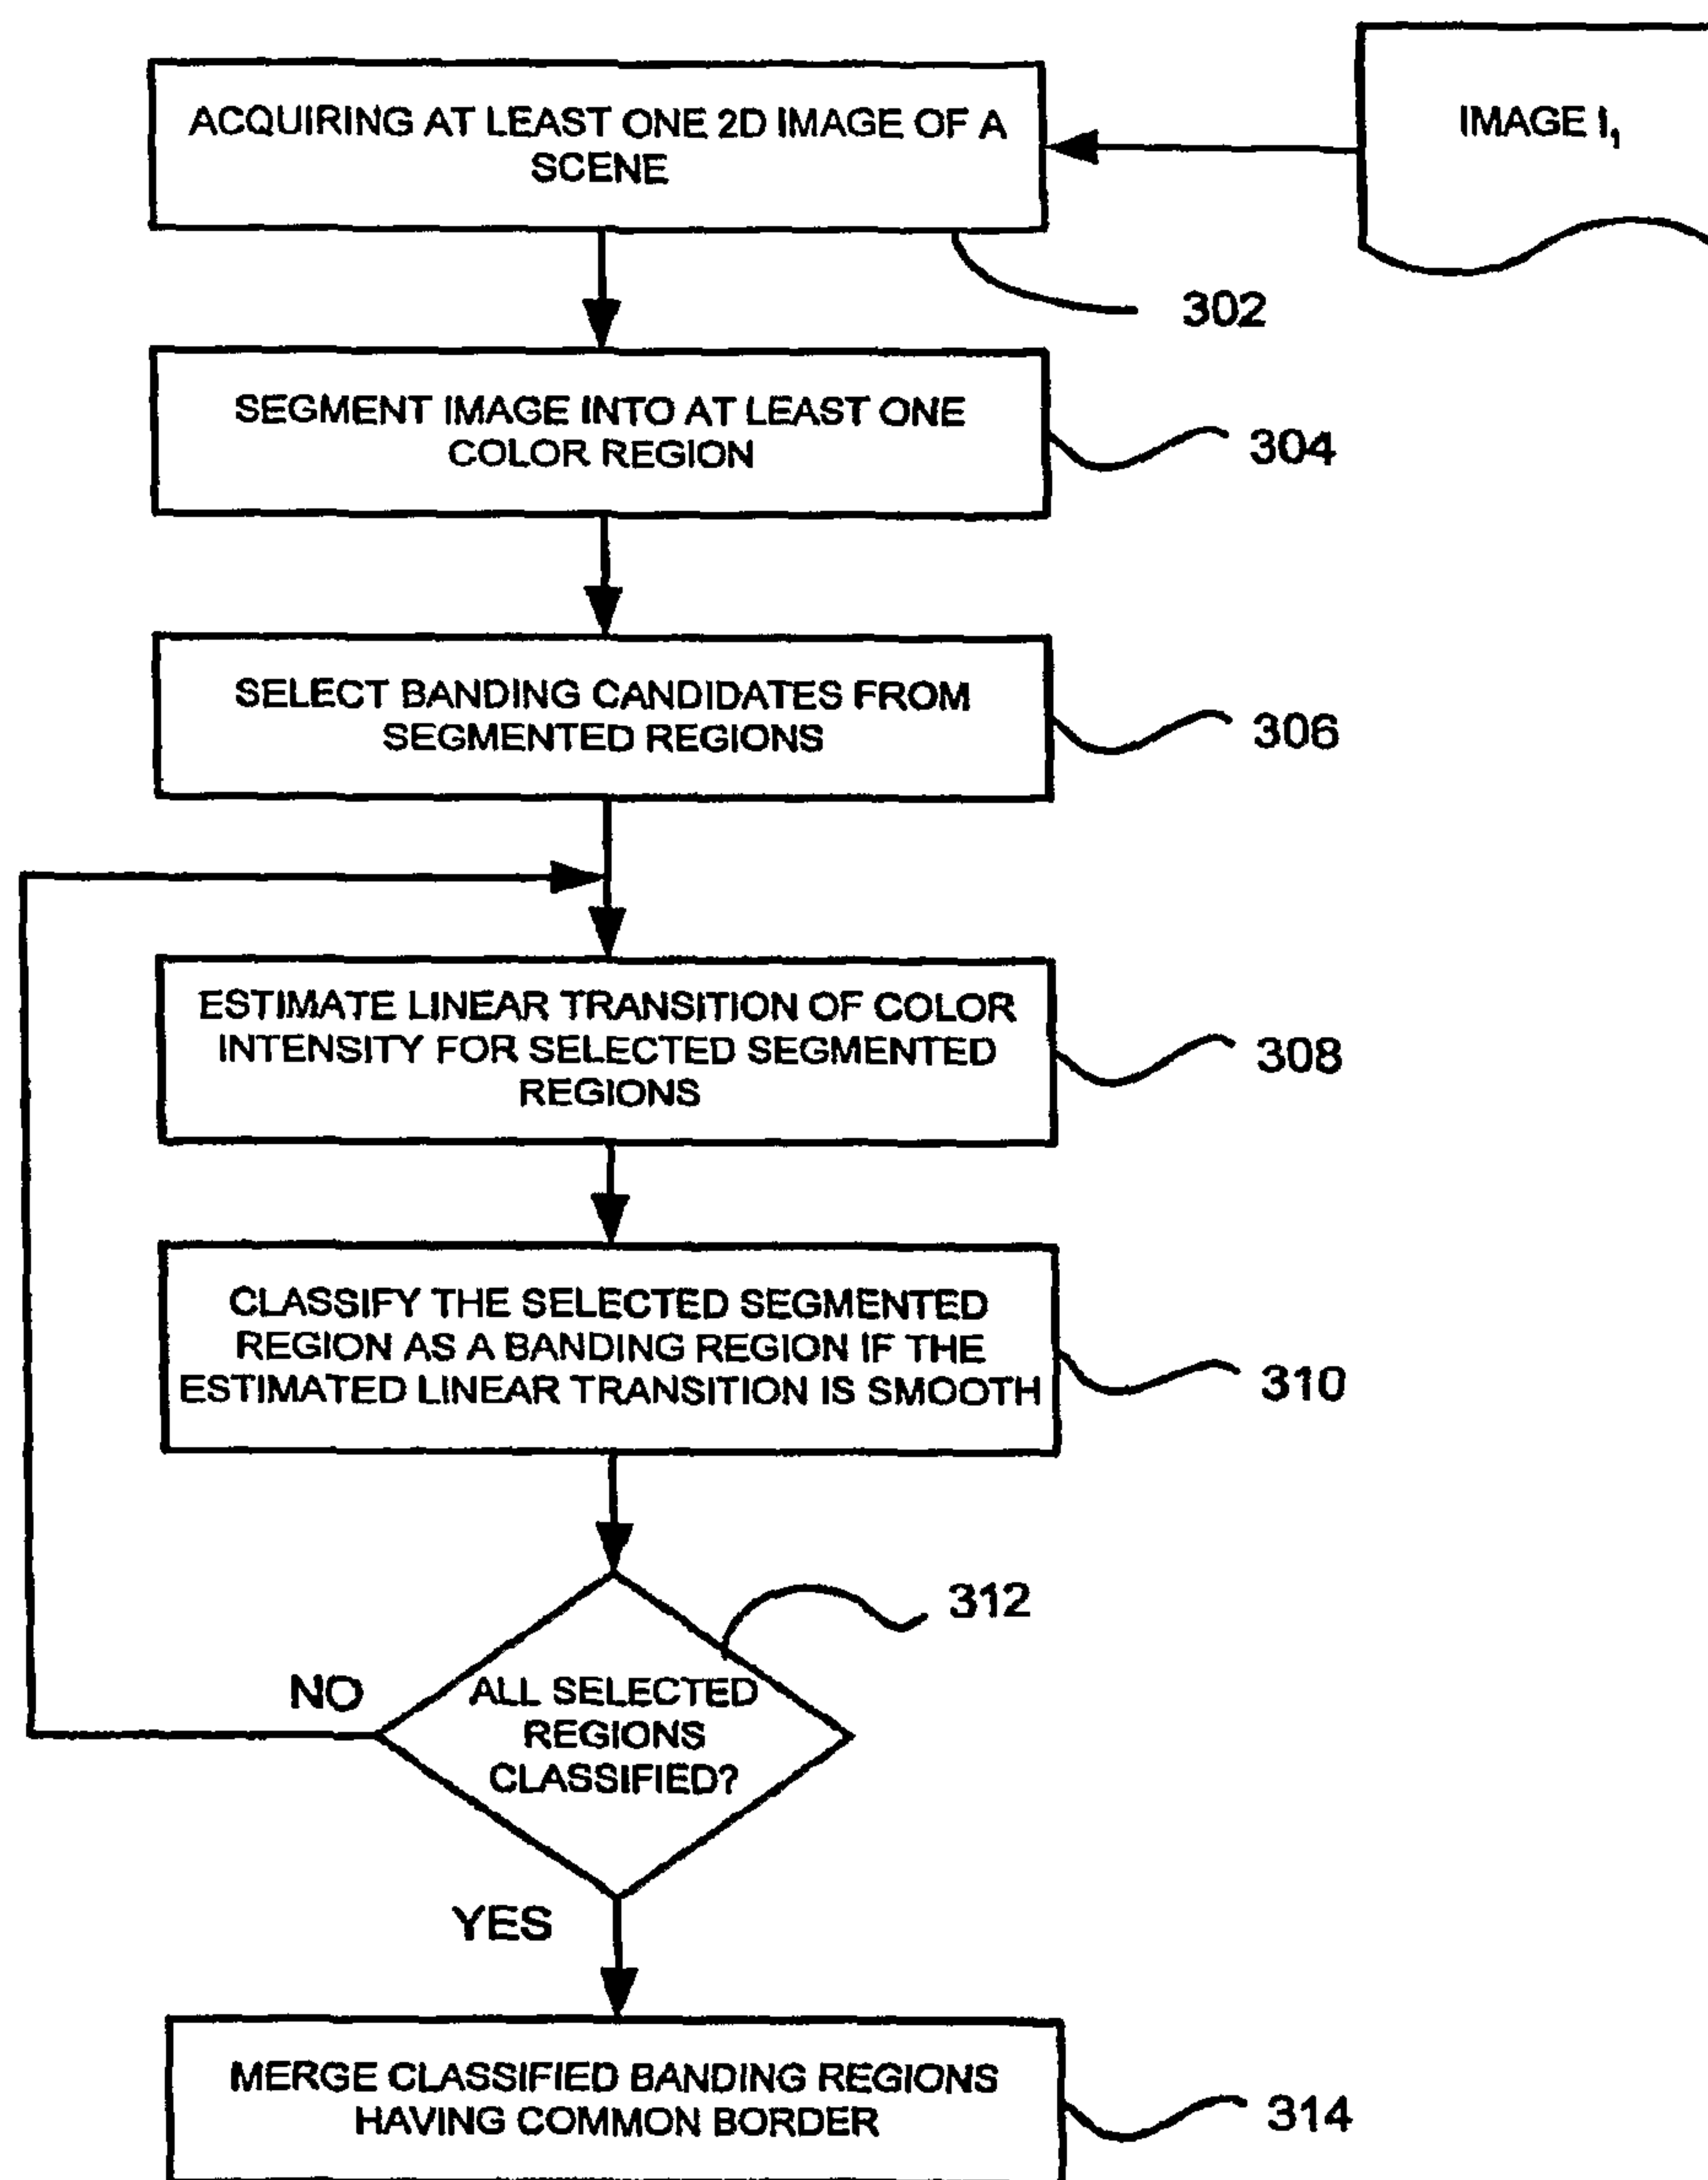 ACQUIRING AT LEAST ONE 2D IMAGE OF A
SCENE
IMAGE I₁
302
SEGMENT IMAGE INTO AT LEAST ONE
COLOR REGION
304
SELECT BANDING CANDIDATES FROM
SEGMENTED REGIONS
306
ESTIMATE LINEAR TRANSITION OF COLOR
INTENSITY FOR SELECTED SEGMENTED
REGIONS
308
CLASSIFY THE SELECTED SEGMENTED
REGION AS A BANDING REGION IF THE
ESTIMATED LINEAR TRANSITION IS SMOOTH
310
312
NO
ALL SELECTED
REGIONS
CLASSIFIED?
YES
MERGE CLASSIFIED BANDING REGIONS
HAVING COMMON BORDER
314